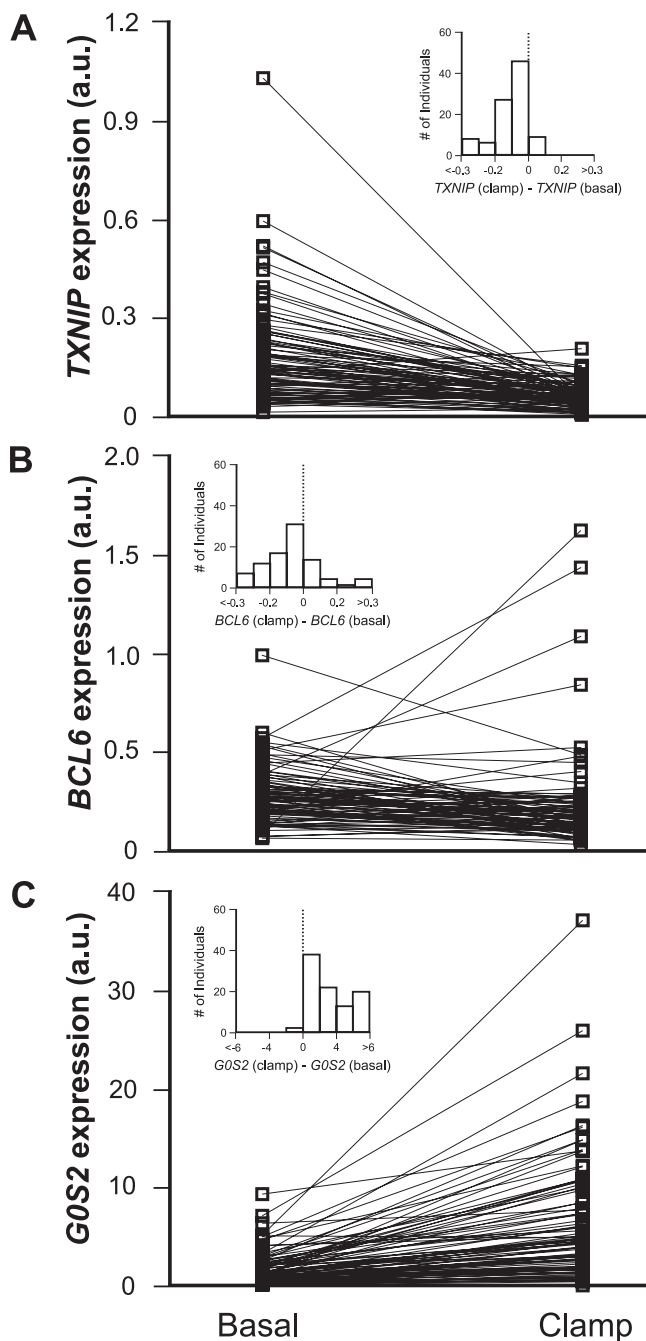 A
TXNIP expression (a.u.)
1.2
0.9
0.6
0.3
0
# of Individuals
60
40
20
0
<-0.3 -0.2 0 0.2 >0.3
TXNIP (clamp) - TXNIP (basal)
B
BCL6 expression (a.u.)
2.0
1.5
1.0
0.5
0
# of Individuals
60
40
20
0
<-0.3 -0.2 0 0.2 >0.3
BCL6 (clamp) - BCL6 (basal)
C
G0S2 expression (a.u.)
40
30
20
10
0
# of Individuals
60
40
20
0
<-6 -4 0 4 >6
G0S2 (clamp) - G0S2 (basal)
Basal Clamp